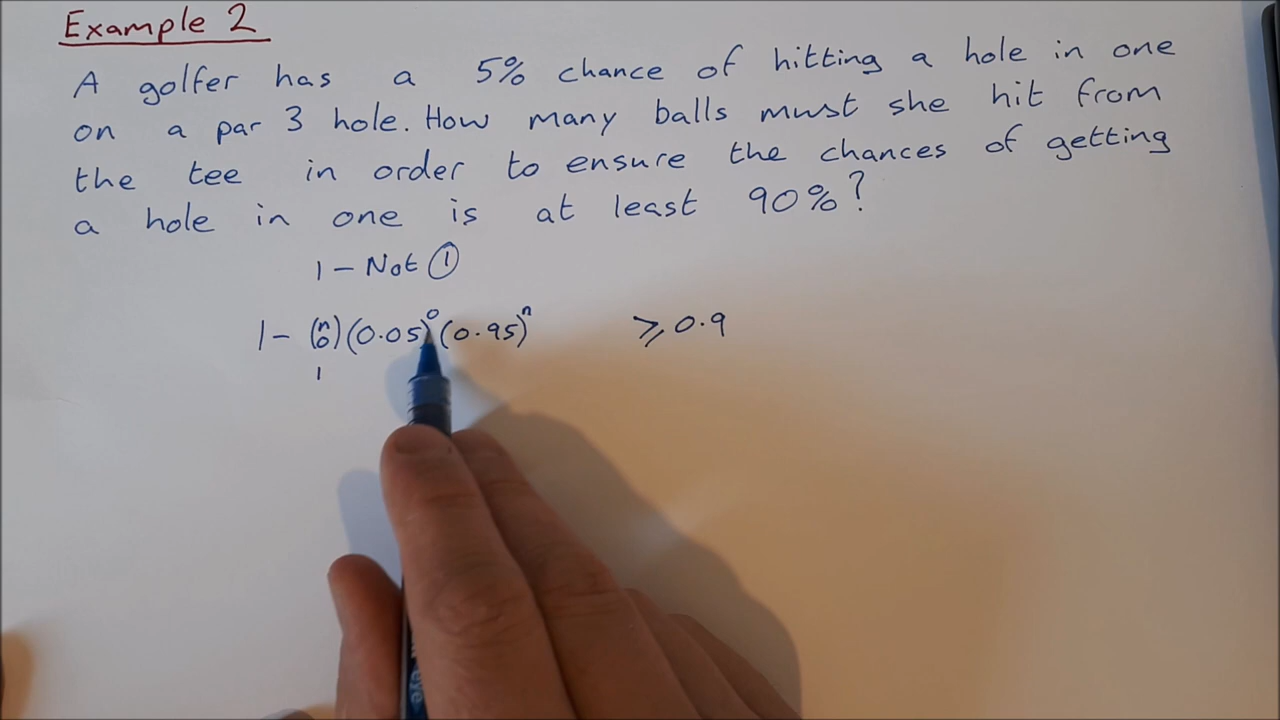 Example 2
A golfer has a 5% chance of hitting a hole in one
on a par 3 hole. How many balls must she hit from
the tee in order to ensure the chances of getting
a hole in one is at least 90%?
1 - Not ①
1 - (n 0)(0.05)⁰(0.95)ⁿ ⩾ 0.9
1